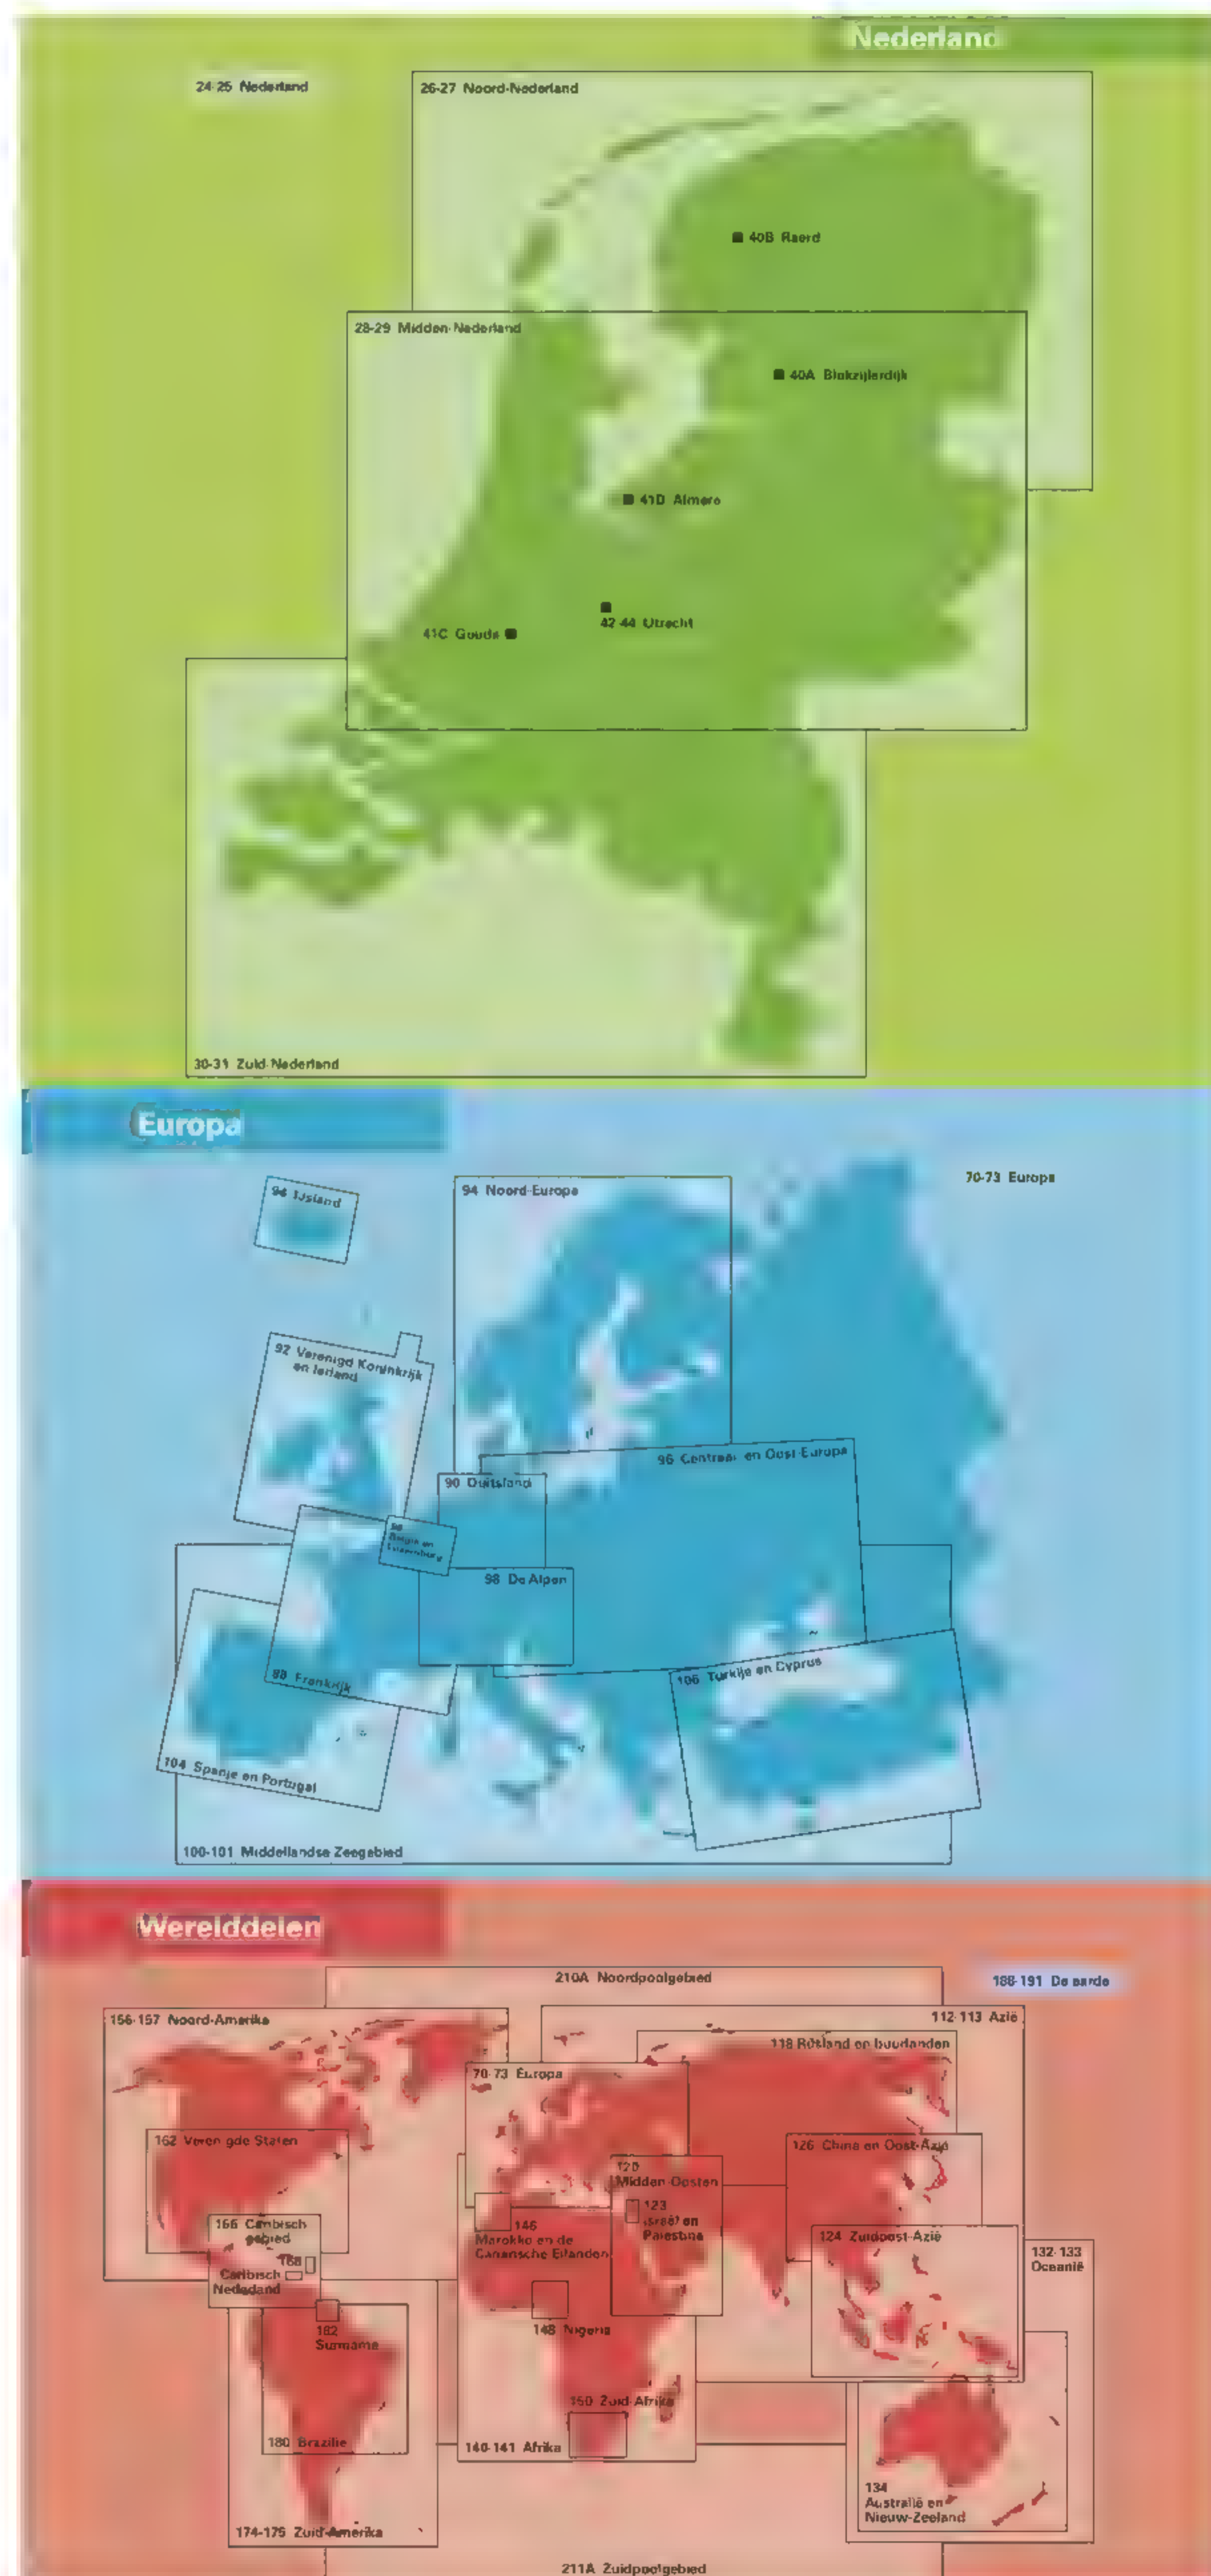 Nederland
24-25 Nederland
26-27 Noord-Nederland
40B Raerd
28-29 Midden-Nederland
40A Blokzijlerdijk
41D Almere
42-44 Utrecht
41C Gouda
30-31 Zuid-Nederland
Europa
70-73 Europa
94 IJsland
94 Noord-Europa
92 Verenigd Koninkrijk
en Ierland
96 Centraal- en Oost-Europa
90 Duitsland
België en
Luxemburg
98 De Alpen
88 Frankrijk
106 Turkije en Cyprus
104 Spanje en Portugal
100-101 Middellandse Zeegebied
Werelddelen
210A Noordpoolgebied
188-191 De aarde
156-157 Noord-Amerika
112-113 Azië
118 Rusland en buurlanden
70-73 Europa
162 Verenigde Staten
126 China en Oost-Azië
120
Midden-Oosten
123
Israël en
Palestina
146
Marokko en de
Canarische Eilanden
166 Caribisch
gebied
168
Caribisch
Nederland
124 Zuidoost-Azië
132-133
Oceanië
182
Suriname
148 Nigeria
150 Zuid-Afrika
180 Brazilië
140-141 Afrika
134
Australië en
Nieuw-Zeeland
174-175 Zuid-Amerika
211A Zuidpoolgebied